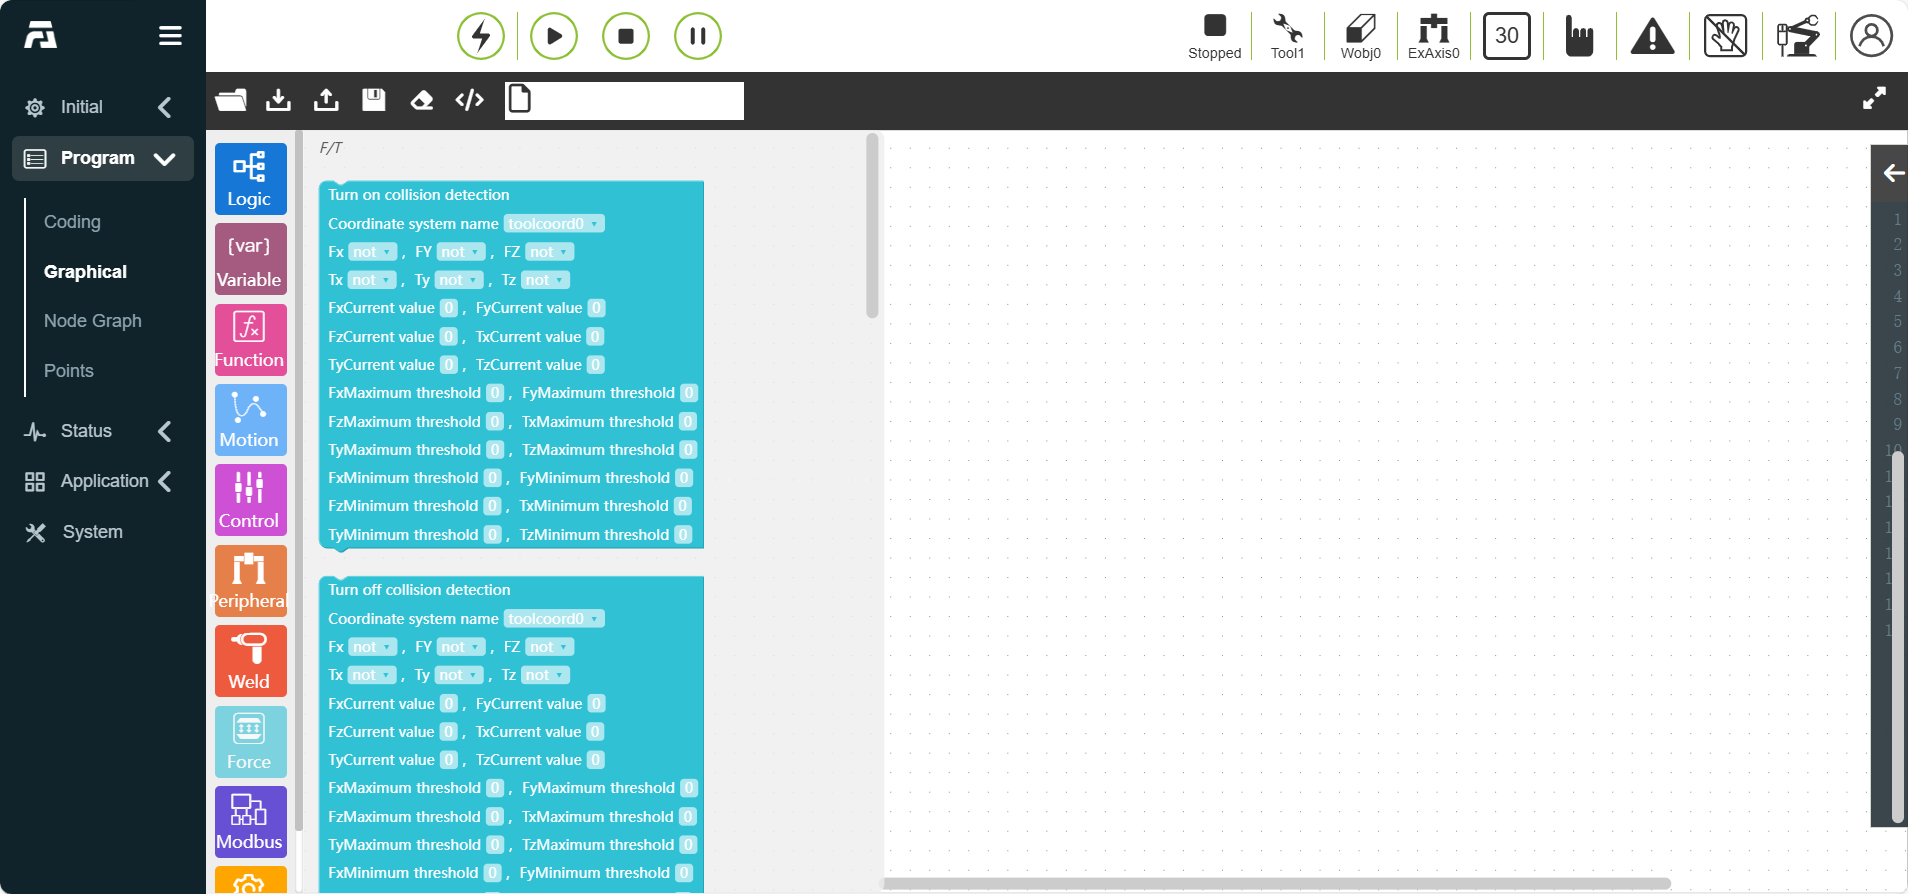 Stopped
Tool1
Wobj0
ExAxis0
30
Initial
Program
Coding
Graphical
Node Graph
Points
Status
Application
System
Logic
{var}
Variable
fx
Function
Motion
Control
Peripheral
Weld
Force
Modbus
F/T
Turn on collision detection
Coordinate system name toolcoord0
Fx not , FY not , FZ not
Tx not , Ty not , Tz not
FxCurrent value 0 , FyCurrent value 0
FzCurrent value 0 , TxCurrent value 0
TyCurrent value 0 , TzCurrent value 0
FxMaximum threshold 0 , FyMaximum threshold 0
FzMaximum threshold 0 , TxMaximum threshold 0
TyMaximum threshold 0 , TzMaximum threshold 0
FxMinimum threshold 0 , FyMinimum threshold 0
FzMinimum threshold 0 , TxMinimum threshold 0
TyMinimum threshold 0 , TzMinimum threshold 0
Turn off collision detection
Coordinate system name toolcoord0
Fx not , FY not , FZ not
Tx not , Ty not , Tz not
FxCurrent value 0 , FyCurrent value 0
FzCurrent value 0 , TxCurrent value 0
TyCurrent value 0 , TzCurrent value 0
FxMaximum threshold 0 , FyMaximum threshold 0
FzMaximum threshold 0 , TxMaximum threshold 0
TyMaximum threshold 0 , TzMaximum threshold 0
FxMinimum threshold 0 , FyMinimum threshold 0
1
2
3
4
5
6
7
8
9
10